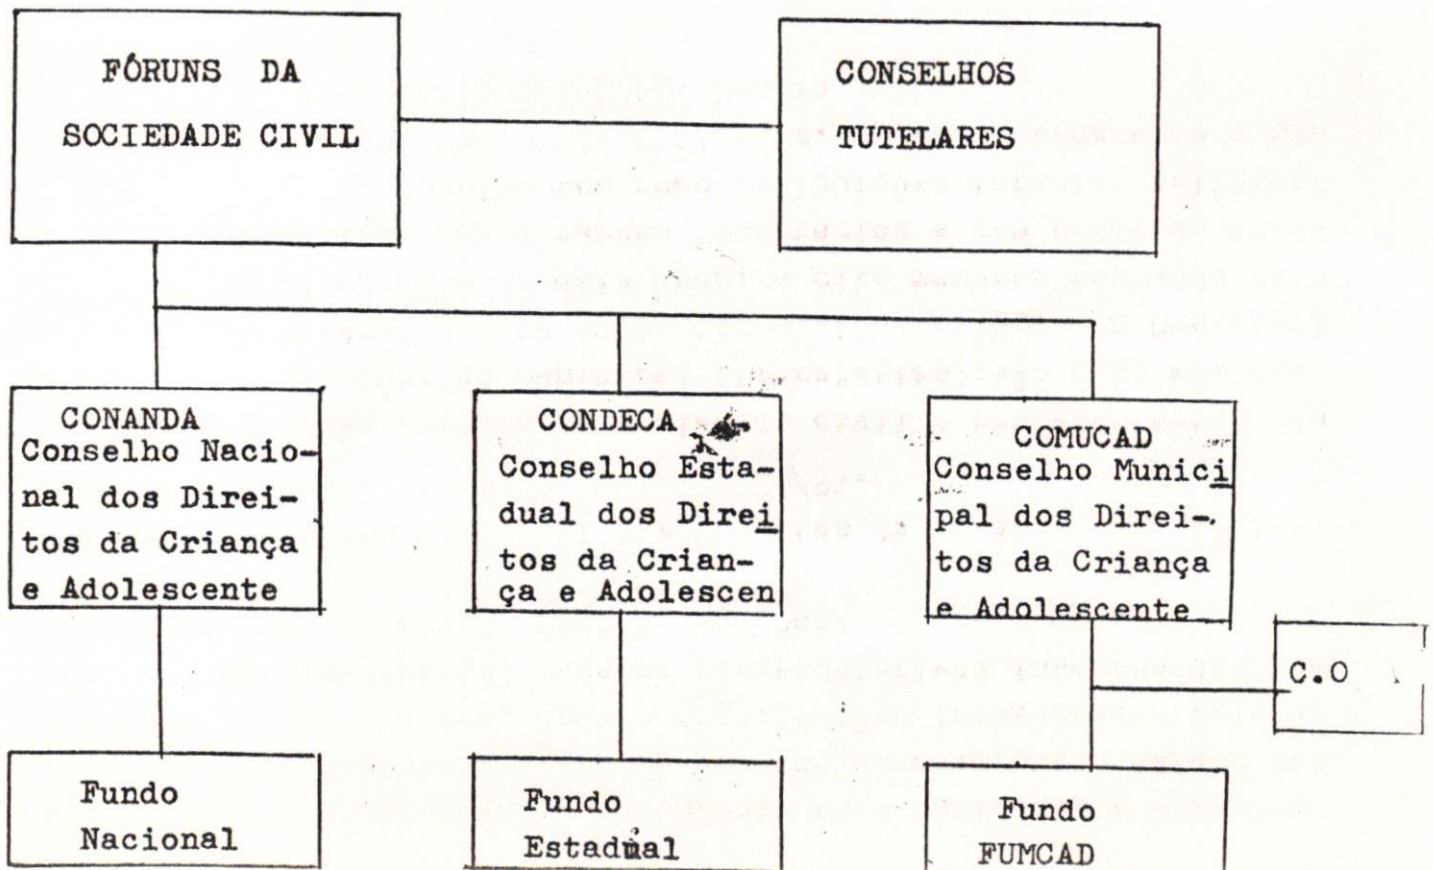 FÓRUNS DA
SOCIEDADE CIVIL
CONSELHOS
TUTELARES
CONANDA
Conselho Nacio-
nal dos Direi-
tos da Criança
e Adolescente
CONDECA
Conselho Esta-
dual dos Direi
tos da Crian-
ça e Adolescen
COMUCAD
Conselho Munici
pal dos Direi-
tos da Criança
e Adolescente
C.O
Fundo
Nacional
Fundo
Estadual
Fundo
FUMCAD